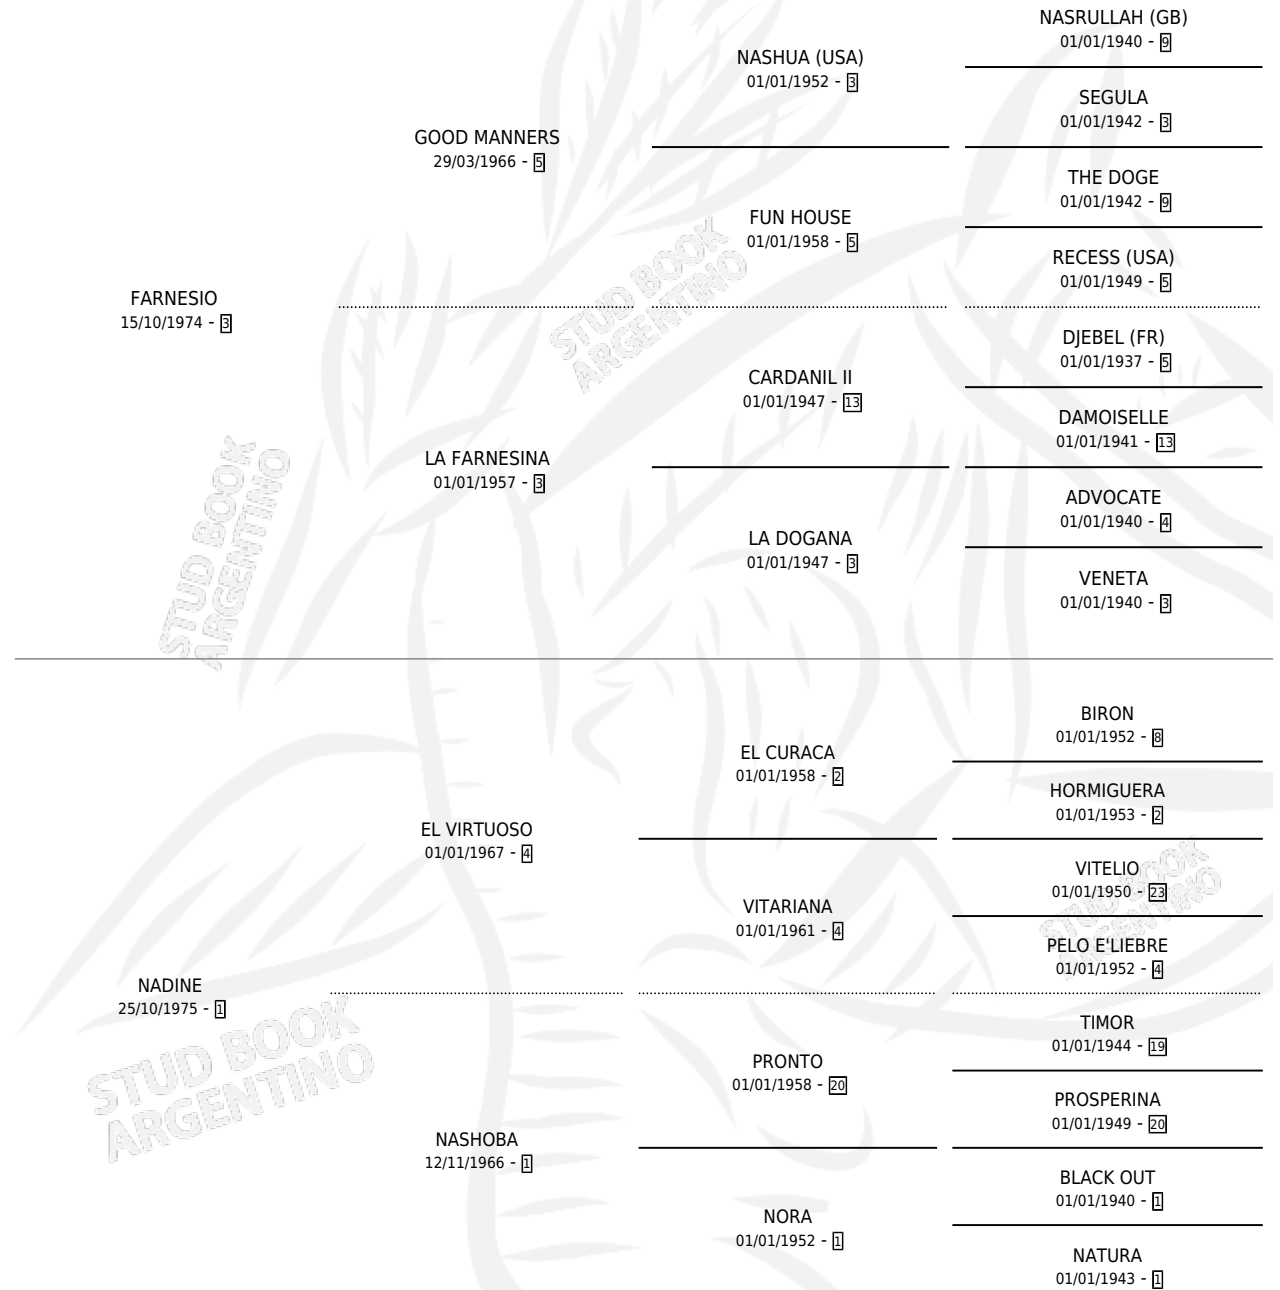 NASRULLAH (GB)
01/01/1940 - 9
NASHUA (USA)
01/01/1952 - 3
SEGULA
01/01/1942 - 3
GOOD MANNERS
29/03/1966 - 5
THE DOGE
01/01/1942 - 9
FUN HOUSE
01/01/1958 - 5
RECESS (USA)
01/01/1949 - 5
FARNESIO
15/10/1974 - 3
DJEBEL (FR)
01/01/1937 - 5
CARDANIL II
01/01/1947 - 13
DAMOISELLE
01/01/1941 - 13
LA FARNESINA
01/01/1957 - 3
ADVOCATE
01/01/1940 - 4
LA DOGANA
01/01/1947 - 3
VENETA
01/01/1940 - 3
STUD BOOK
ARGENTINO
STUD BOOK
ARGENTINO
BIRON
01/01/1952 - 8
EL CURACA
01/01/1958 - 2
HORMIGUERA
01/01/1953 - 2
EL VIRTUOSO
01/01/1967 - 4
VITELIO
01/01/1950 - 23
VITARIANA
01/01/1961 - 4
PELO E'LIEBRE
01/01/1952 - 4
NADINE
25/10/1975 - 1
TIMOR
01/01/1944 - 19
PRONTO
01/01/1958 - 20
PROSPERINA
01/01/1949 - 20
NASHOBA
12/11/1966 - 1
BLACK OUT
01/01/1940 - 1
NORA
01/01/1952 - 1
NATURA
01/01/1943 - 1
STUD BOOK
ARGENTINO
STUD BOOK
ARGENTINO